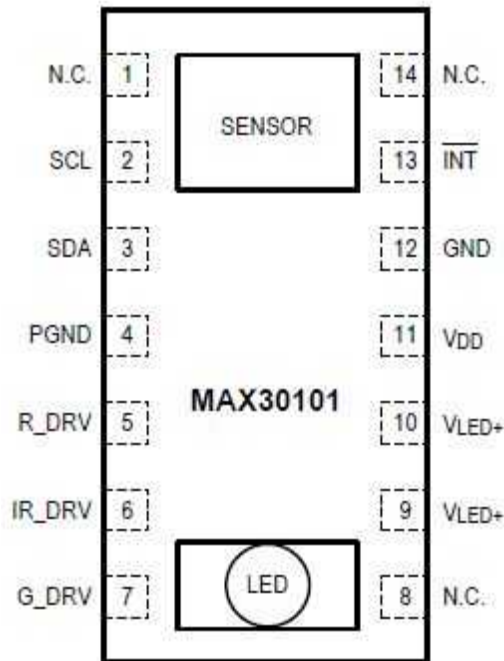 N.C. 1 14 N.C.
SENSOR
SCL 2 13 I̅N̅T̅
SDA 3 12 GND
PGND 4 11 VDD
MAX30101
R_DRV 5 10 VLED+
IR_DRV 6 9 VLED+
LED
G_DRV 7 8 N.C.